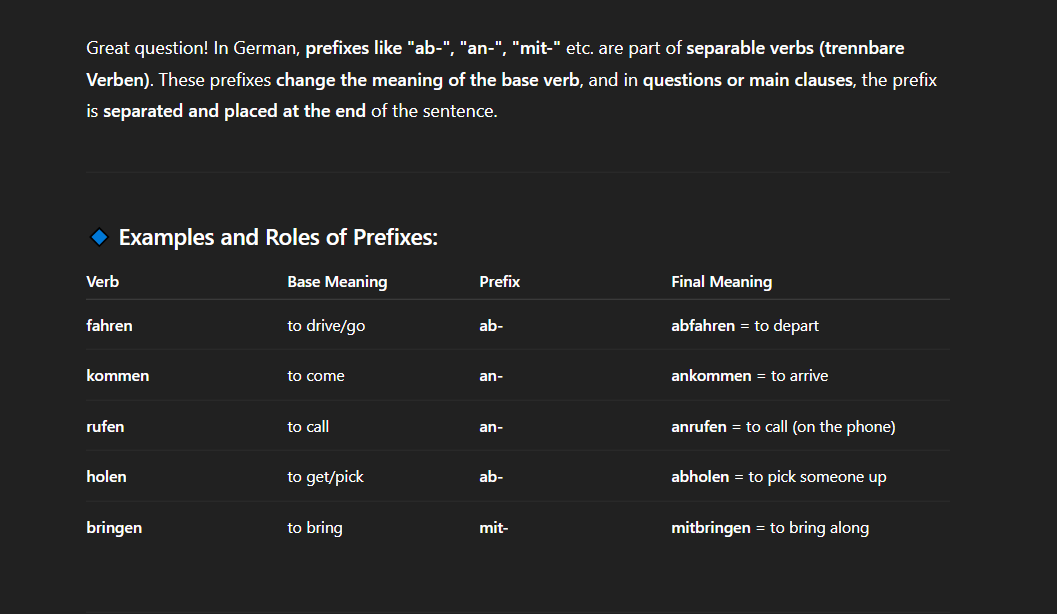 Great question! In German, prefixes like "ab-", "an-", "mit-" etc. are part of separable verbs (trennbare
Verben). These prefixes change the meaning of the base verb, and in questions or main clauses, the prefix
is separated and placed at the end of the sentence.
Examples and Roles of Prefixes:
Verb Base Meaning Prefix Final Meaning
fahren to drive/go ab- abfahren = to depart
kommen to come an- ankommen = to arrive
rufen to call an- anrufen = to call (on the phone)
holen to get/pick ab- abholen = to pick someone up
bringen to bring mit- mitbringen = to bring along